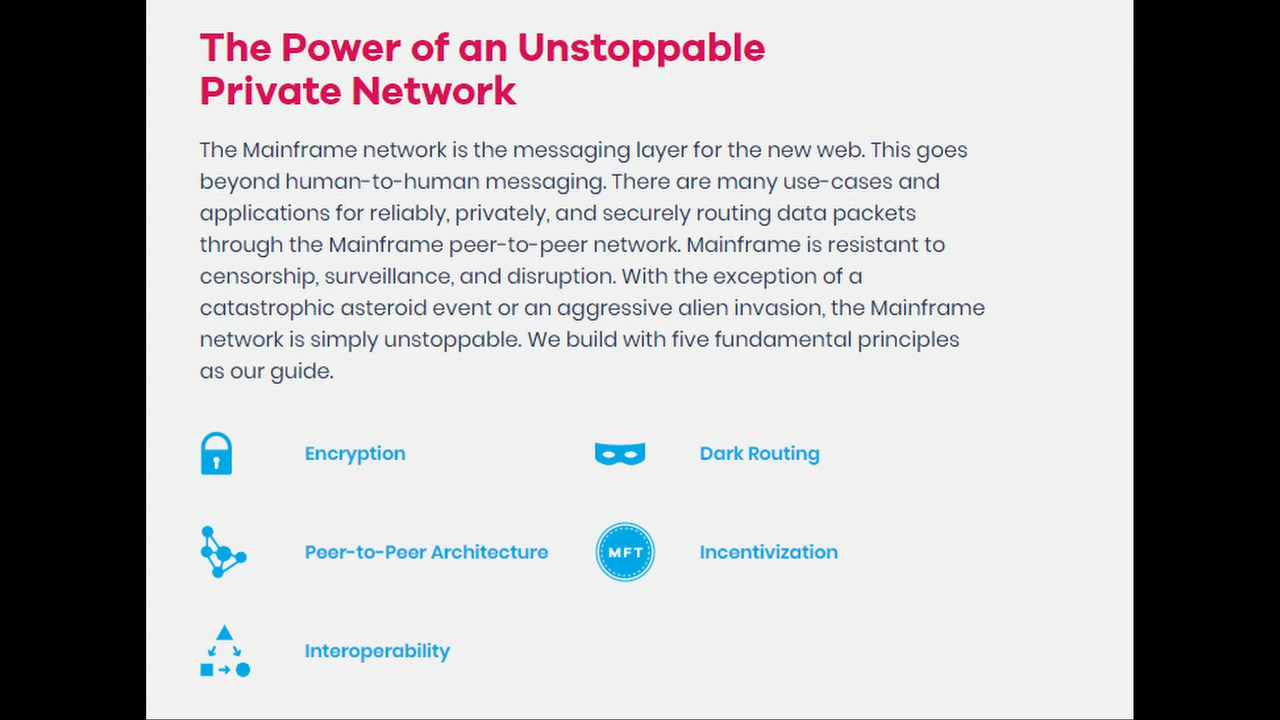 The Power of an Unstoppable
Private Network
The Mainframe network is the messaging layer for the new web. This goes
beyond human-to-human messaging. There are many use-cases and
applications for reliably, privately, and securely routing data packets
through the Mainframe peer-to-peer network. Mainframe is resistant to
censorship, surveillance, and disruption. With the exception of a
catastrophic asteroid event or an aggressive alien invasion, the Mainframe
network is simply unstoppable. We build with five fundamental principles
as our guide.
Encryption
Dark Routing
Peer-to-Peer Architecture
MFT
Incentivization
Interoperability